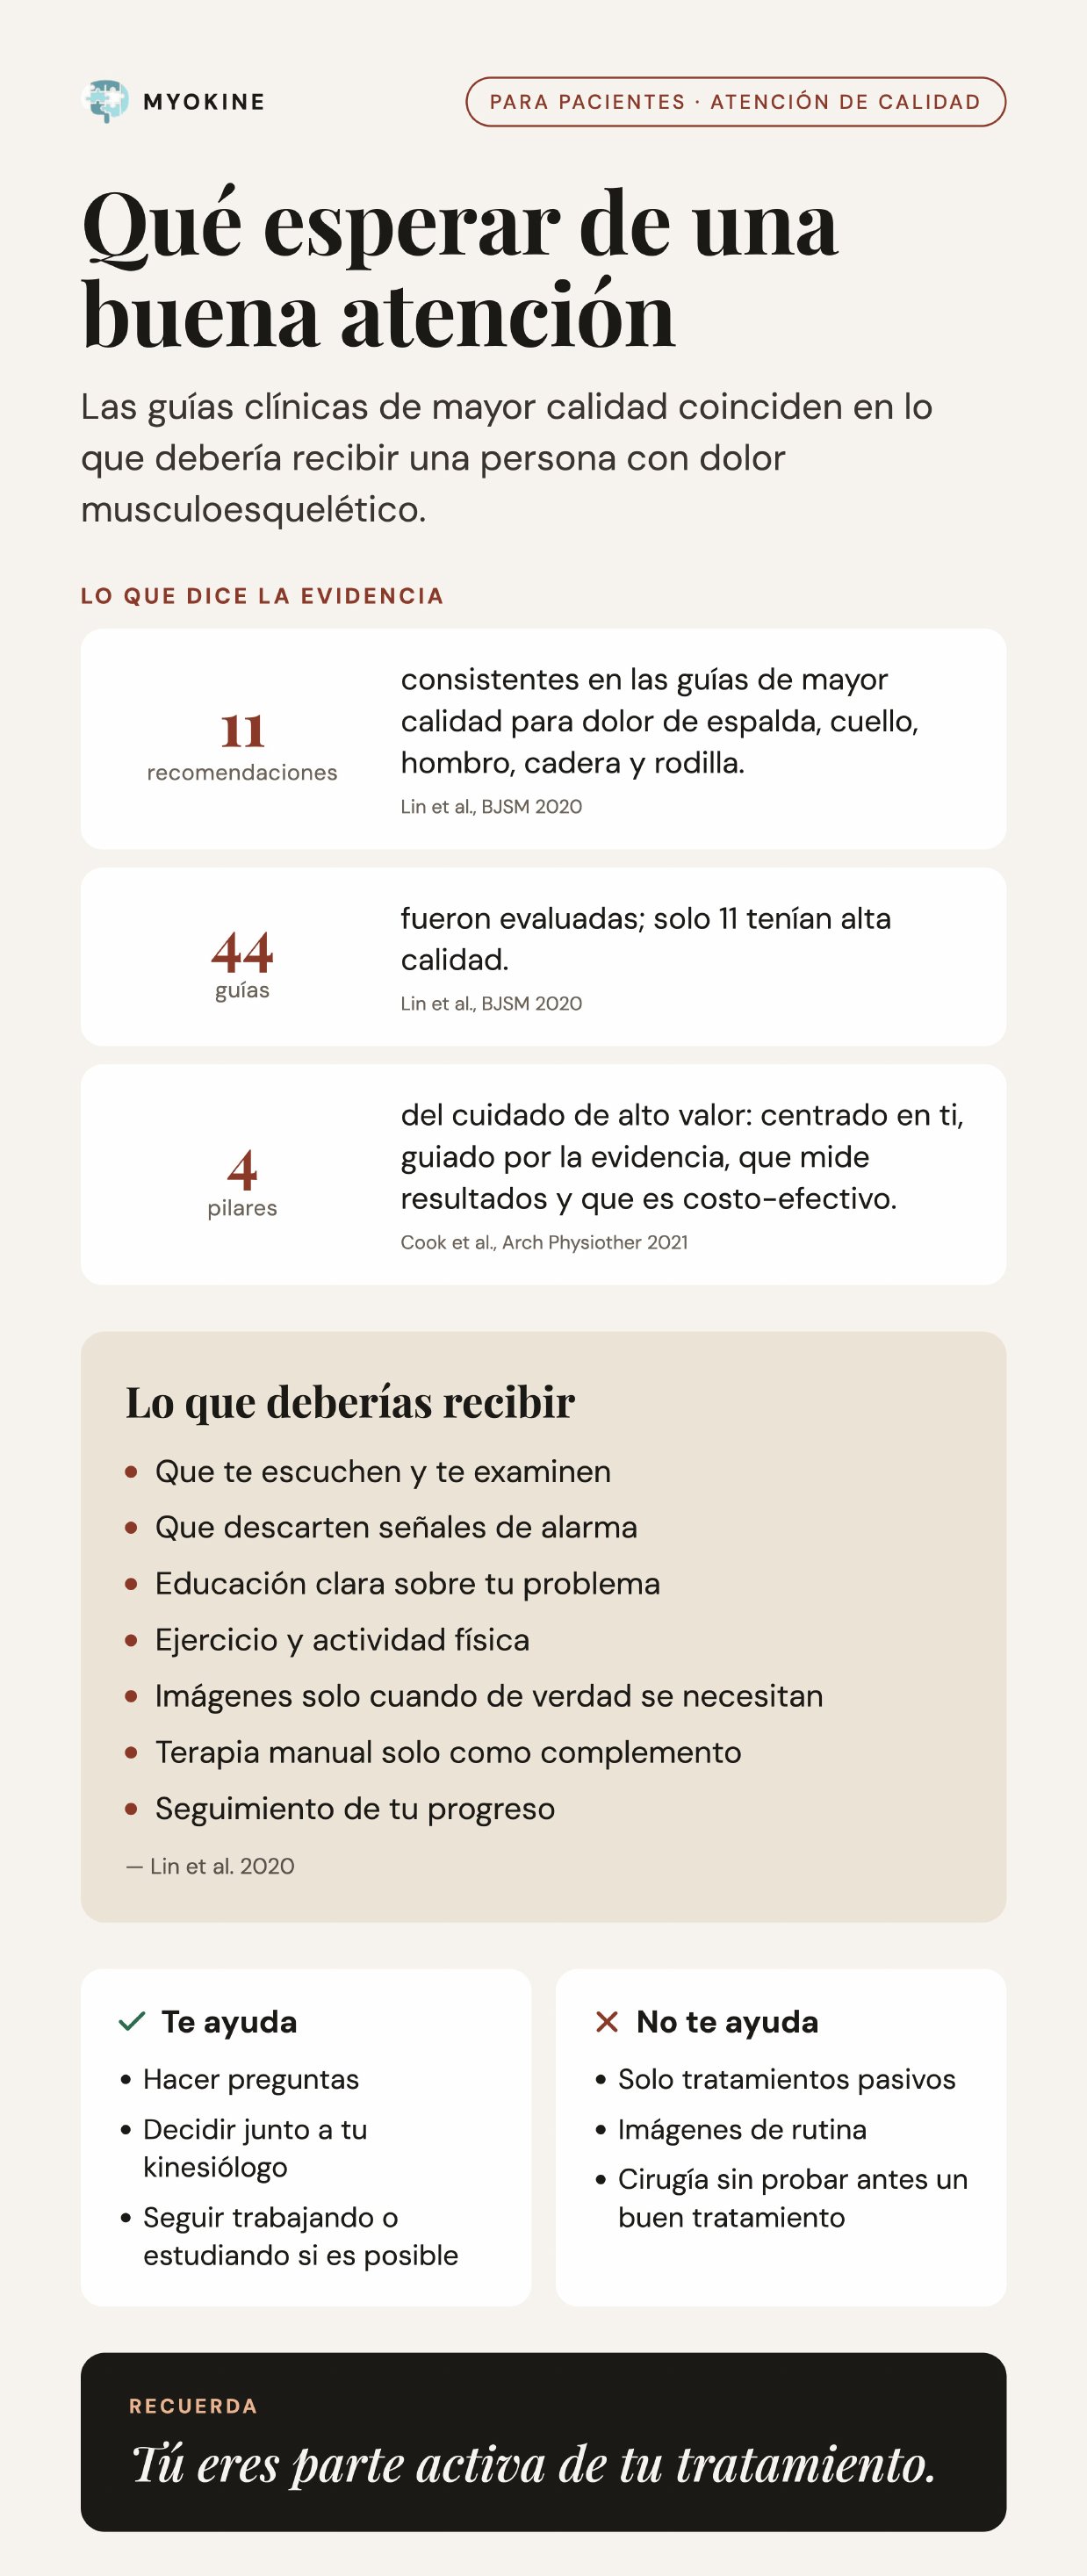 MYOKINE
PARA PACIENTES · ATENCIÓN DE CALIDAD
Qué esperar de una
buena atención
Las guías clínicas de mayor calidad coinciden en lo
que debería recibir una persona con dolor
musculoesquelético.
LO QUE DICE LA EVIDENCIA
11
recomendaciones
consistentes en las guías de mayor
calidad para dolor de espalda, cuello,
hombro, cadera y rodilla.
Lin et al., BJSM 2020
44
guías
fueron evaluadas; solo 11 tenían alta
calidad.
Lin et al., BJSM 2020
4
pilares
del cuidado de alto valor: centrado en ti,
guiado por la evidencia, que mide
resultados y que es costo-efectivo.
Cook et al., Arch Physiother 2021
Lo que deberías recibir
• Que te escuchen y te examinen
• Que descarten señales de alarma
• Educación clara sobre tu problema
• Ejercicio y actividad física
• Imágenes solo cuando de verdad se necesitan
• Terapia manual solo como complemento
• Seguimiento de tu progreso
— Lin et al. 2020
✓ Te ayuda
• Hacer preguntas
• Decidir junto a tu
kinesiólogo
• Seguir trabajando o
estudiando si es posible
✕ No te ayuda
• Solo tratamientos pasivos
• Imágenes de rutina
• Cirugía sin probar antes un
buen tratamiento
RECUERDA
Tú eres parte activa de tu tratamiento.